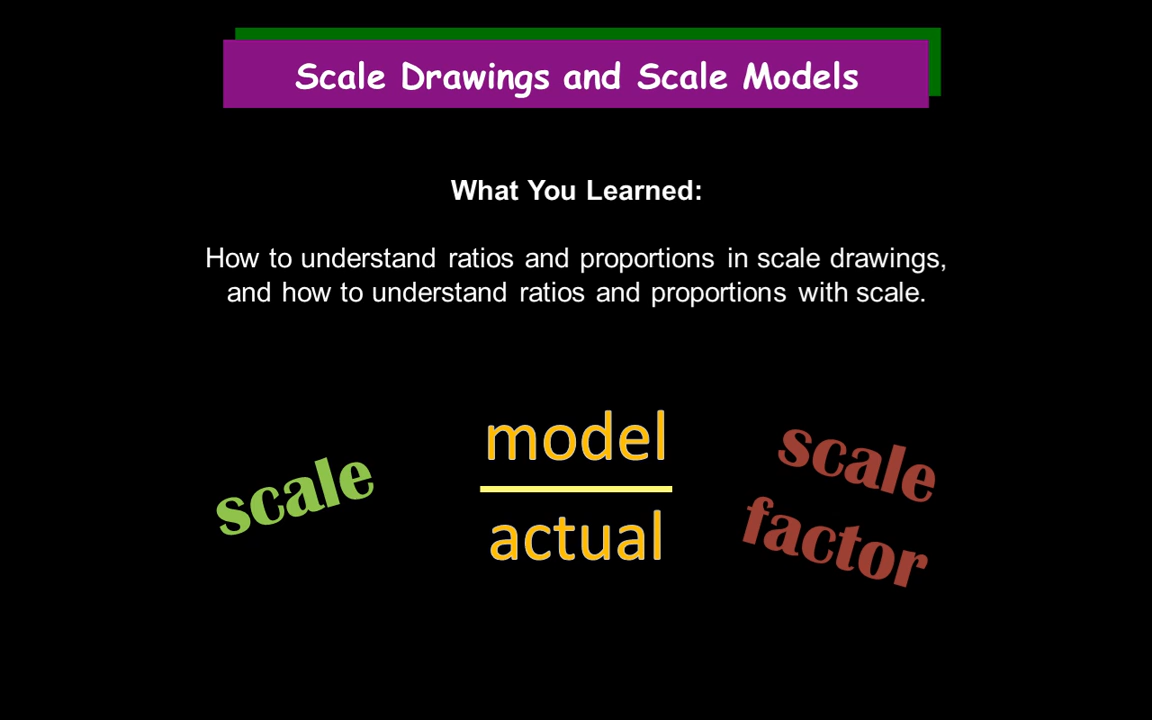 Scale Drawings and Scale Models
What You Learned:
How to understand ratios and proportions in scale drawings,
and how to understand ratios and proportions with scale.
scale
model
actual
scale
factor